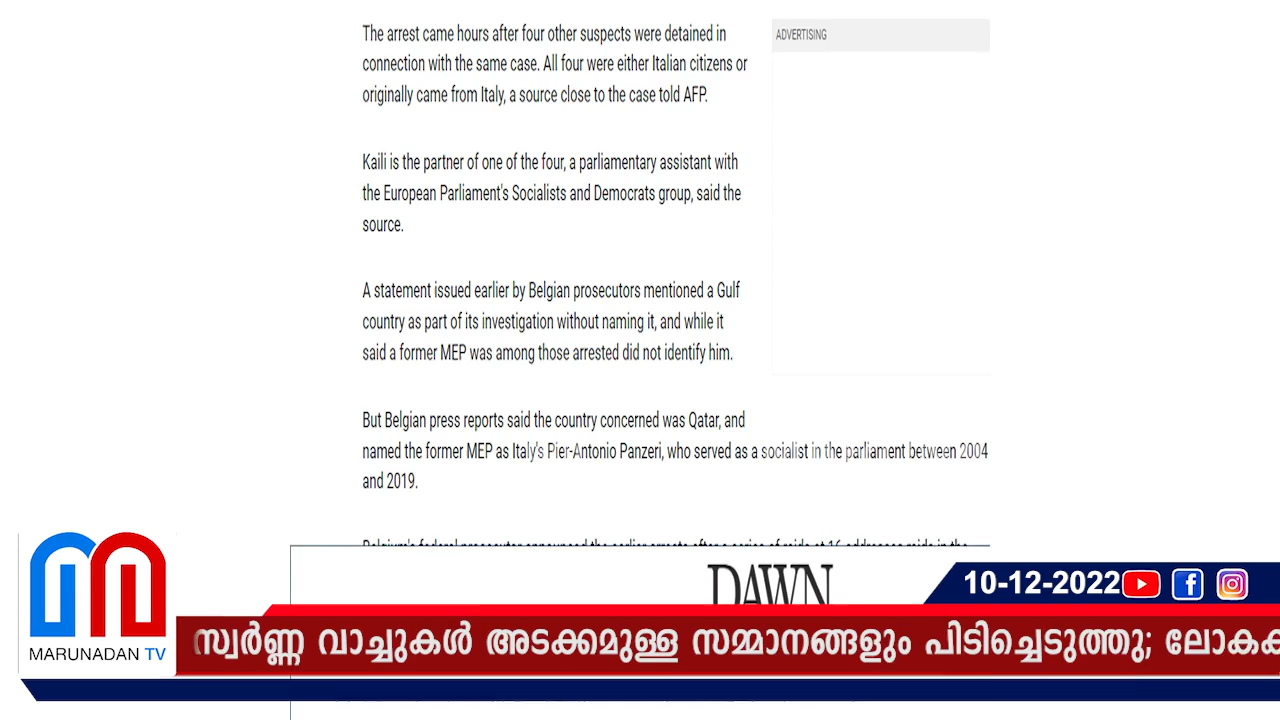 The arrest came hours after four other suspects were detained in
connection with the same case. All four were either Italian citizens or
originally came from Italy, a source close to the case told AFP.
ADVERTISING
Kaili is the partner of one of the four, a parliamentary assistant with
the European Parliament's Socialists and Democrats group, said the
source.
A statement issued earlier by Belgian prosecutors mentioned a Gulf
country as part of its investigation without naming it, and while it
said a former MEP was among those arrested did not identify him.
But Belgian press reports said the country concerned was Qatar, and
named the former MEP as Italy's Pier-Antonio Panzeri, who served as a socialist in the parliament between 2004
and 2019.
DAWN
10-12-2022
സ്വർണ്ണ വാച്ചുകൾ അടക്കമുള്ള സമ്മാനങ്ങളും പിടിച്ചെടുത്തു;
MARUNADAN TV